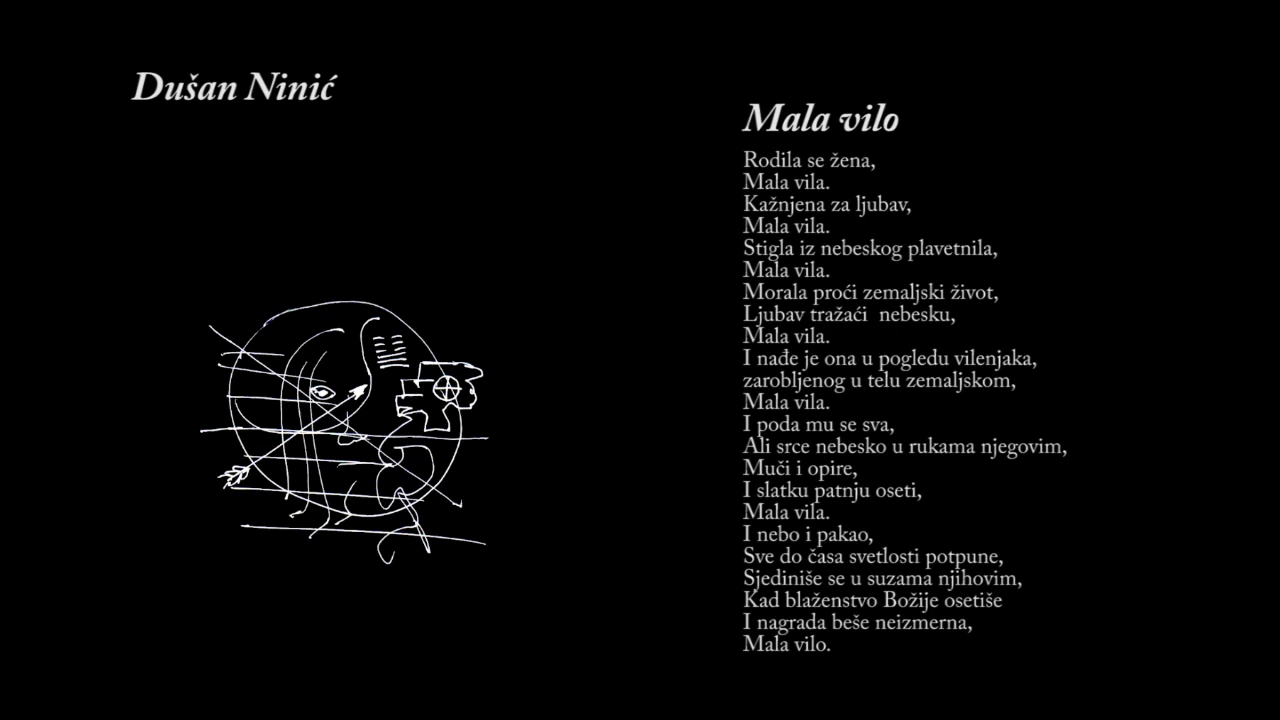 Dušan Ninić
Mala vilo
Rodila se žena,
Mala vila.
Kažnjena za ljubav,
Mala vila.
Stigla iz nebeskog plavetnila,
Mala vila.
Morala proći zemaljski život,
Ljubav tražaći  nebesku,
Mala vila.
I nađe je ona u pogledu vilenjaka,
zarobljenog u telu zemaljskom,
Mala vila.
I poda mu se sva,
Ali srce nebesko u rukama njegovim,
Muči i opire,
I slatku patnju oseti,
Mala vila.
I nebo i pakao,
Sve do časa svetlosti potpune,
Sjediniše se u suzama njihovim,
Kad blaženstvo Božije osetiše
I nagrada beše neizmerna,
Mala vilo.